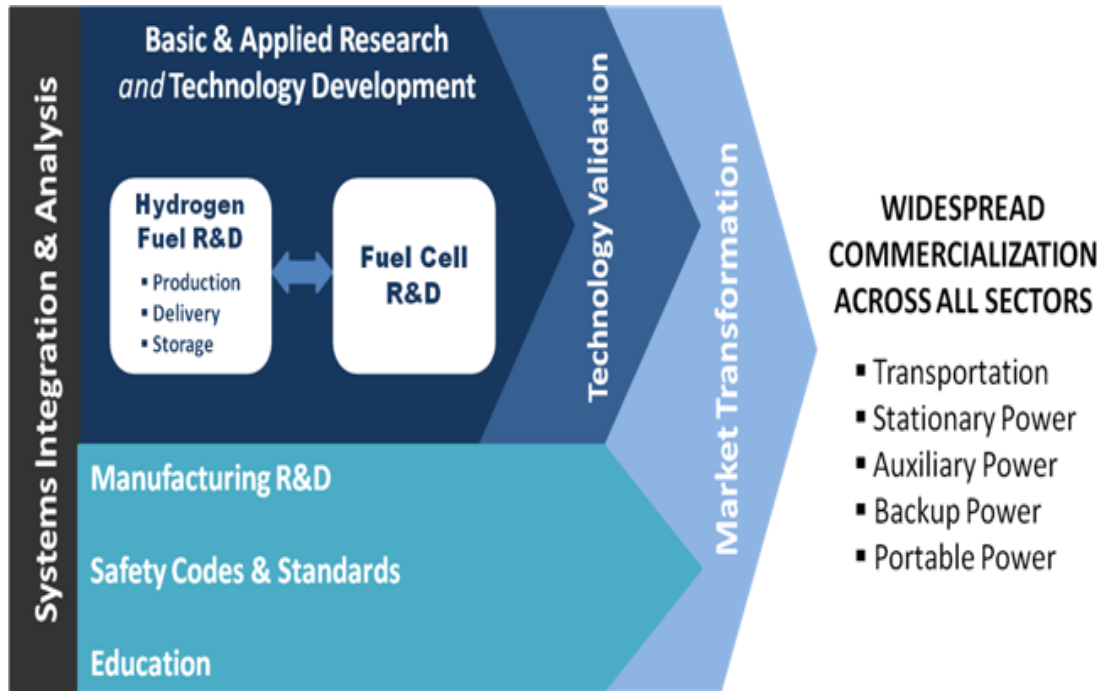 Systems Integration & Analysis
Basic & Applied Research
and Technology Development
Hydrogen
Fuel R&D
▪ Production
▪ Delivery
▪ Storage
Fuel Cell
R&D
Technology Validation
Market Transformation
Manufacturing R&D
Safety Codes & Standards
Education
WIDESPREAD
COMMERCIALIZATION
ACROSS ALL SECTORS
▪ Transportation
▪ Stationary Power
▪ Auxiliary Power
▪ Backup Power
▪ Portable Power